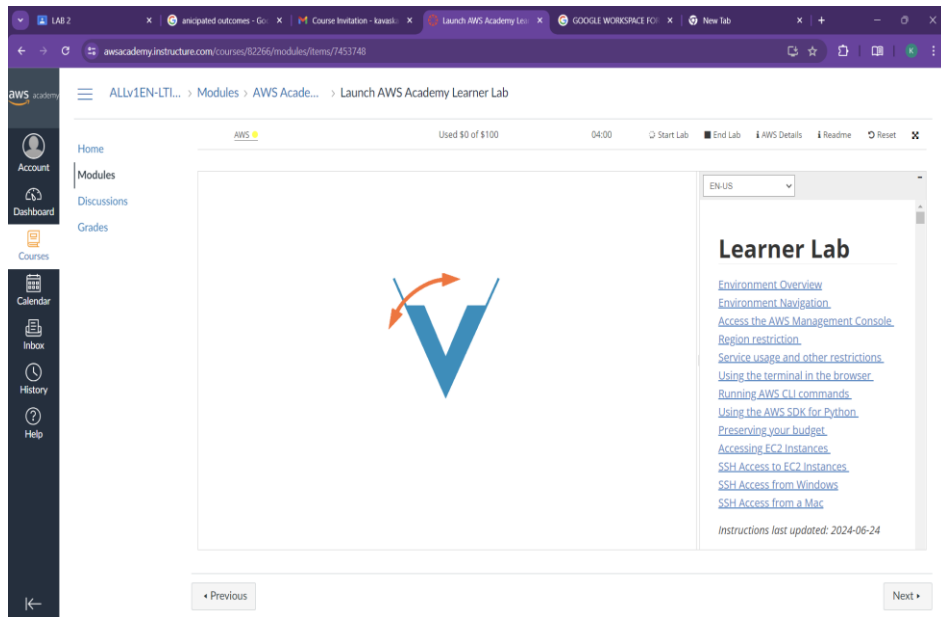 LAB 2
anicipated outcomes - Goo
Course Invitation - kavasko
Launch AWS Academy Lear
GOOGLE WORKSPACE FOR
New Tab
awsacademy.instructure.com/courses/82266/modules/items/7453748
K
aws academy
ALLv1EN-LTI... > Modules > AWS Acade... > Launch AWS Academy Learner Lab
AWS
Used $0 of $100
04:00
Start Lab
End Lab
AWS Details
Readme
Reset
Account
Dashboard
Courses
Calendar
Inbox
History
Help
Home
Modules
Discussions
Grades
EN-US
Learner Lab
Environment Overview
Environment Navigation
Access the AWS Management Console
Region restriction
Service usage and other restrictions
Using the terminal in the browser
Running AWS CLI commands
Using the AWS SDK for Python
Preserving your budget
Accessing EC2 Instances
SSH Access to EC2 Instances
SSH Access from Windows
SSH Access from a Mac
Instructions last updated: 2024-06-24
Previous
Next